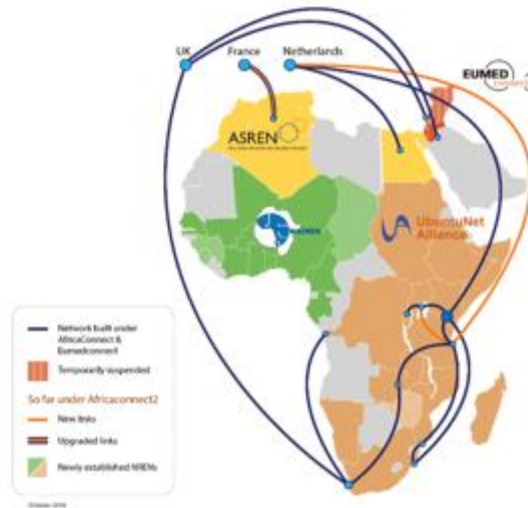 UK
France
Netherlands
EUMED
ASREN
UbuntuNet
Alliance
Network built under
AfricaConnect &
Eumedconnect
Temporarily suspended
So far under Africaconnect2
New links
Upgraded links
Newly established NRENs